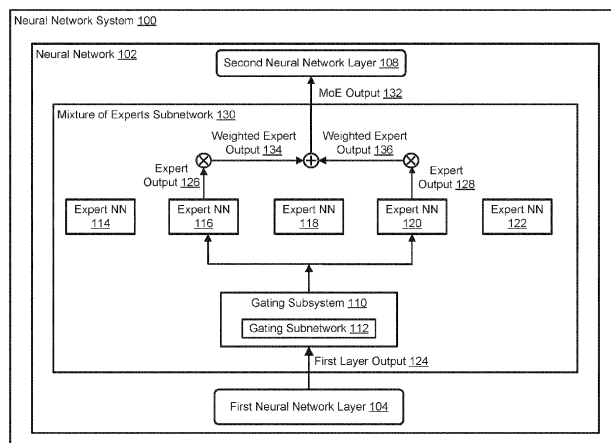 Neural Network System 100
Neural Network 102
Second Neural Network Layer 108
MoE Output 132
Mixture of Experts Subnetwork 130
Weighted Expert
Output 134
Weighted Expert
Output 136
Expert
Output 126
Expert
Output 128
Expert NN
114
Expert NN
116
Expert NN
118
Expert NN
120
Expert NN
122
Gating Subsystem 110
Gating Subnetwork 112
First Layer Output 124
First Neural Network Layer 104